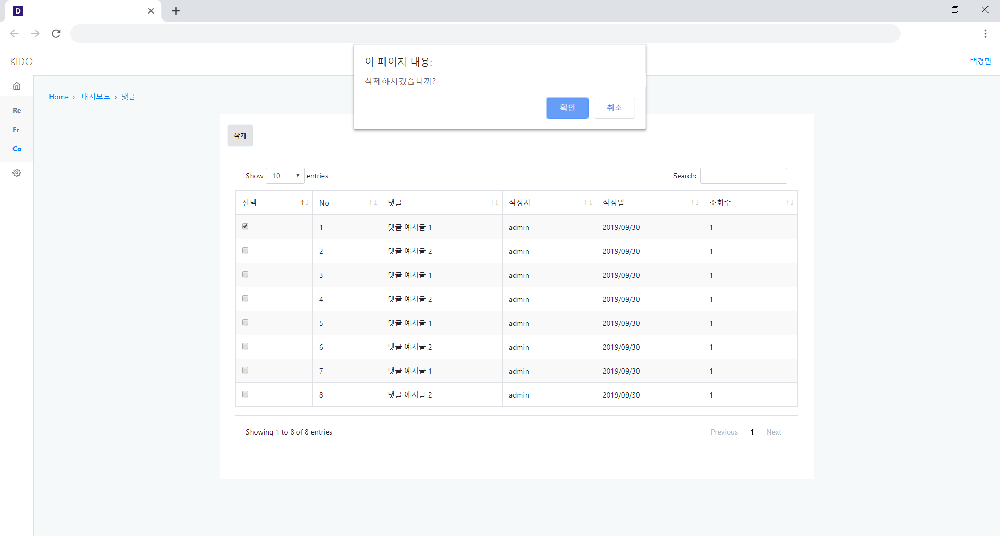 D
KIDO
백경만
이 페이지 내용:
삭제하시겠습니까?
확인 취소
Home › 대시보드 › 댓글
Re
Fr
Co
삭제
Show 10 entries
Search:
선택 No 댓글 작성자 작성일 조회수
1 댓글 예시글 1 admin 2019/09/30 1
2 댓글 예시글 2 admin 2019/09/30 1
3 댓글 예시글 1 admin 2019/09/30 1
4 댓글 예시글 2 admin 2019/09/30 1
5 댓글 예시글 1 admin 2019/09/30 1
6 댓글 예시글 2 admin 2019/09/30 1
7 댓글 예시글 1 admin 2019/09/30 1
8 댓글 예시글 2 admin 2019/09/30 1
Showing 1 to 8 of 8 entries
Previous 1 Next